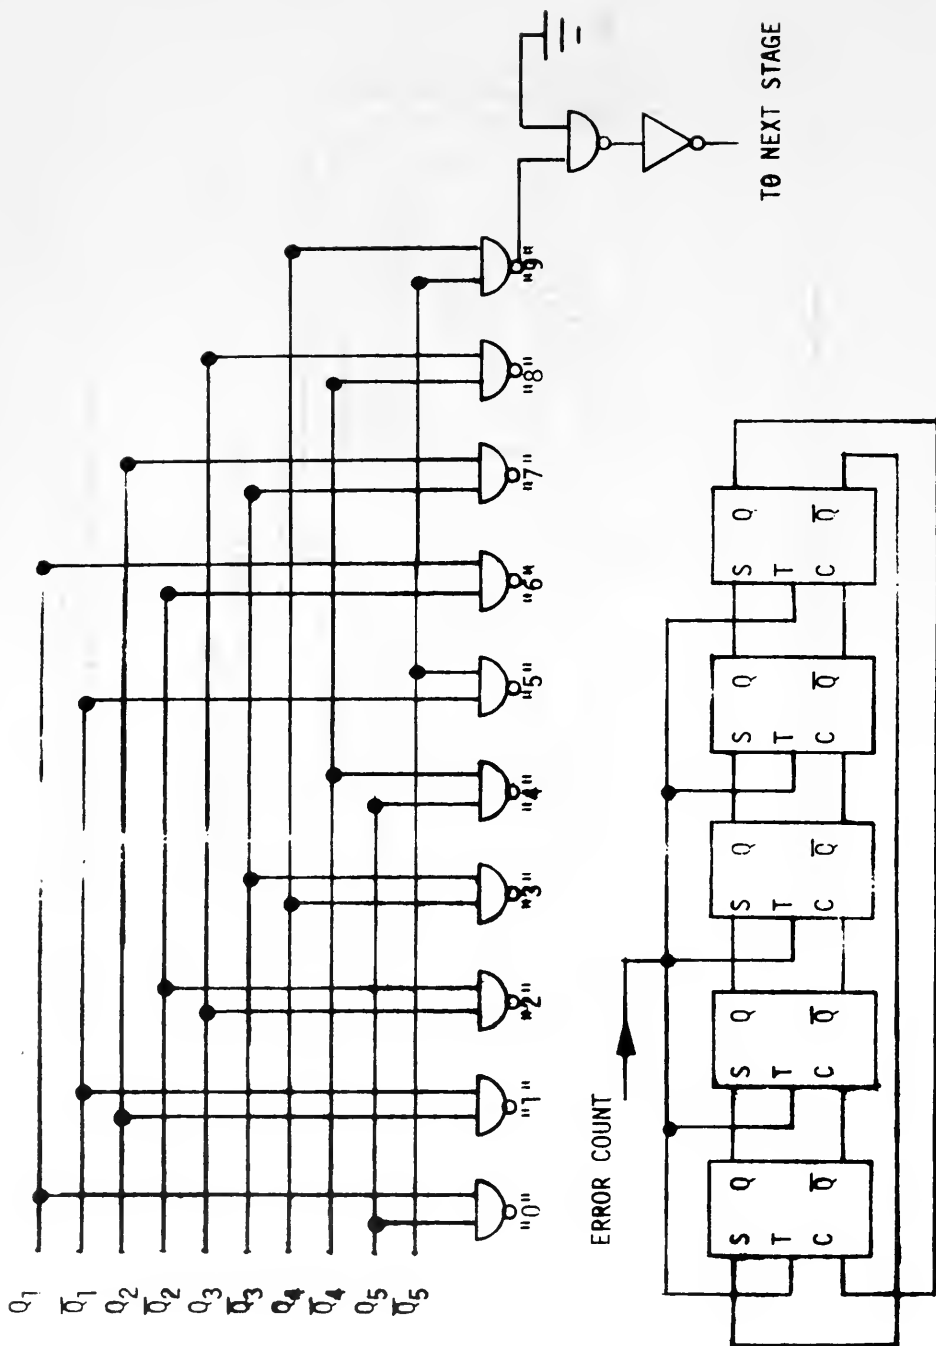 Q1
Q̅1
Q2
Q̅2
Q3
Q̅3
Q4
Q̅4
Q5
Q̅5
"0"
"1"
"2"
"3"
"4"
"5"
"6"
"7"
"8"
"9"
TO NEXT STAGE
ERROR COUNT
S Q
T
C Q̅
S Q
T
C Q̅
S Q
T
C Q̅
S Q
T
C Q̅
S Q
T
C Q̅